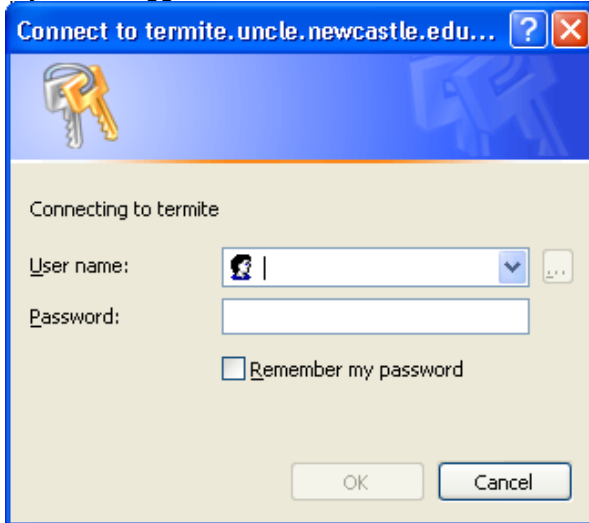 Connect to termite.uncle.newcastle.edu...
Connecting to termite
User name:
...
Password:
Remember my password
OK Cancel